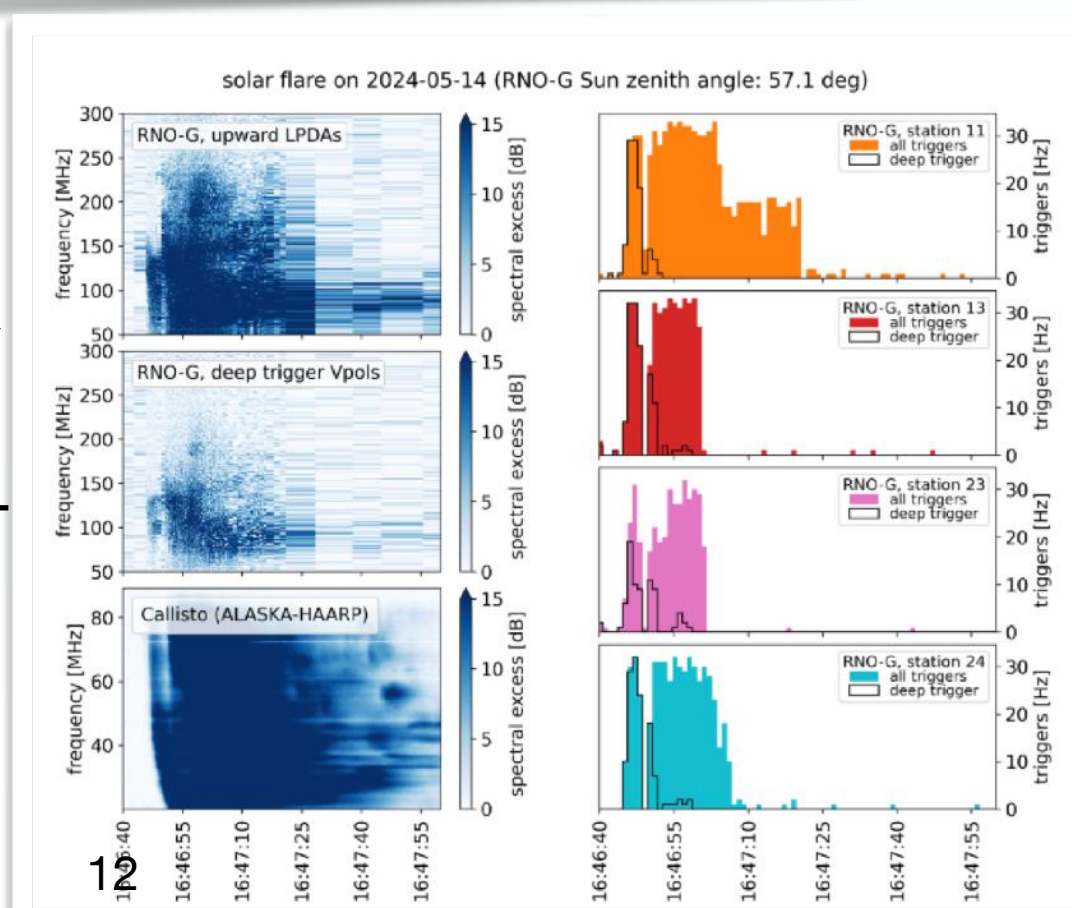 solar flare on 2024-05-14 (RNO-G Sun zenith angle: 57.1 deg)
300
250
200
150
100
50
frequency [MHz]
RNO-G, upward LPDAs
15
10
5
0
spectral excess [dB]
300
250
200
150
100
50
frequency [MHz]
RNO-G, deep trigger Vpols
15
10
5
0
spectral excess [dB]
80
60
40
frequency [MHz]
Callisto (ALASKA-HAARP)
15
10
5
0
spectral excess [dB]
16:46:55
16:47:10
16:47:25
16:47:40
16:47:55
12
RNO-G, station 11
all triggers
deep trigger
30
20
10
0
triggers [Hz]
RNO-G, station 13
all triggers
deep trigger
30
20
10
0
triggers [Hz]
RNO-G, station 23
all triggers
deep trigger
30
20
10
0
triggers [Hz]
RNO-G, station 24
all triggers
deep trigger
30
20
10
0
triggers [Hz]
16:46:40
16:46:55
16:47:10
16:47:25
16:47:40
16:47:55